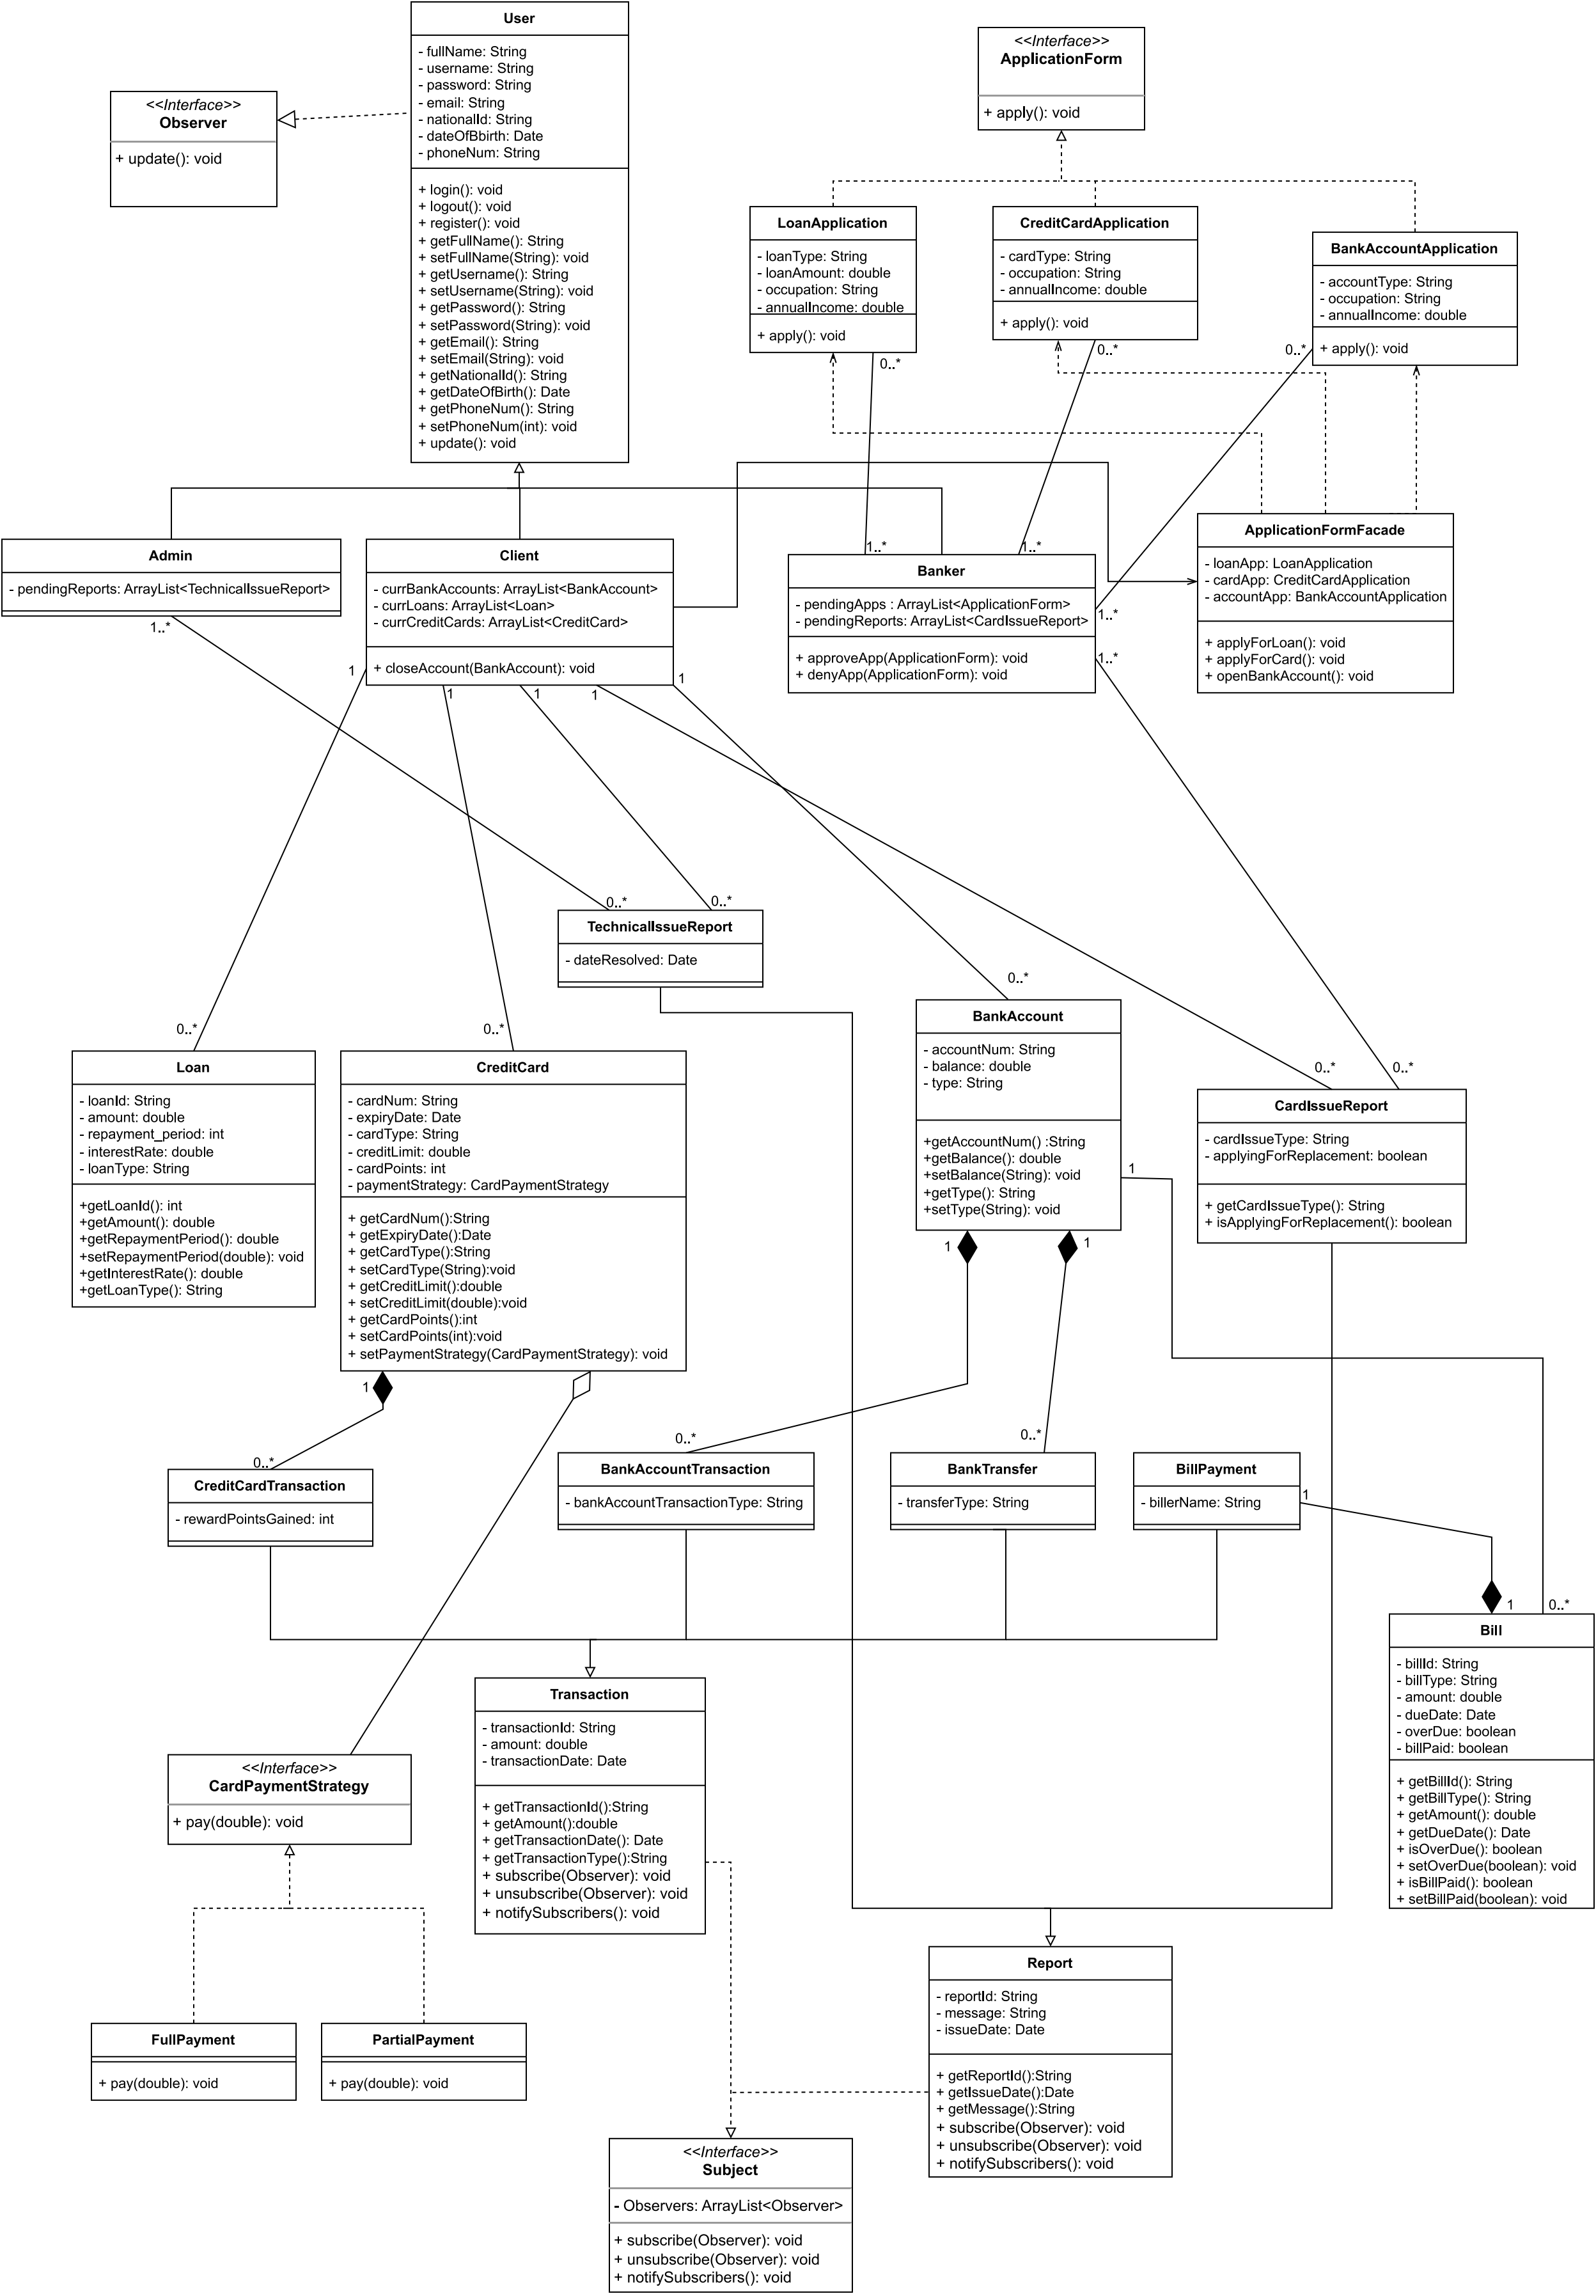 User
- fullName: String
- username: String
- password: String
- email: String
- nationalId: String
- dateOfBbirth: Date
- phoneNum: String
+ login(): void
+ logout(): void
+ register(): void
+ getFullName(): String
+ setFullName(String): void
+ getUsername(): String
+ setUsername(String): void
+ getPassword(): String
+ setPassword(String): void
+ getEmail(): String
+ setEmail(String): void
+ getNationalId(): String
+ getDateOfBirth(): Date
+ getPhoneNum(): String
+ setPhoneNum(int): void
+ update(): void
<<Interface>>
Observer
+ update(): void
<<Interface>>
ApplicationForm
+ apply(): void
LoanApplication
- loanType: String
- loanAmount: double
- occupation: String
- annualIncome: double
+ apply(): void
0..*
CreditCardApplication
- cardType: String
- occupation: String
- annualIncome: double
+ apply(): void
0..*
BankAccountApplication
- accountType: String
- occupation: String
- annualIncome: double
+ apply(): void
0..*
Admin
- pendingReports: ArrayList<TechnicalIssueReport>
1..*
Client
- currBankAccounts: ArrayList<BankAccount>
- currLoans: ArrayList<Loan>
- currCreditCards: ArrayList<CreditCard>
+ closeAccount(BankAccount): void
1
1
1
1
1
1..*
1..*
Banker
- pendingApps : ArrayList<ApplicationForm>
- pendingReports: ArrayList<CardIssueReport>
+ approveApp(ApplicationForm): void
+ denyApp(ApplicationForm): void
1..*
1..*
ApplicationFormFacade
- loanApp: LoanApplication
- cardApp: CreditCardApplication
- accountApp: BankAccountApplication
+ applyForLoan(): void
+ applyForCard(): void
+ openBankAccount(): void
0..*
0..*
TechnicalIssueReport
- dateResolved: Date
0..*
Loan
- loanId: String
- amount: double
- repayment_period: int
- interestRate: double
- loanType: String
+getLoanId(): int
+getAmount(): double
+getRepaymentPeriod(): double
+setRepaymentPeriod(double): void
+getInterestRate(): double
+getLoanType(): String
0..*
CreditCard
- cardNum: String
- expiryDate: Date
- cardType: String
- creditLimit: double
- cardPoints: int
- paymentStrategy: CardPaymentStrategy
+ getCardNum():String
+ getExpiryDate():Date
+ getCardType():String
+ setCardType(String):void
+ getCreditLimit():double
+ setCreditLimit(double):void
+ getCardPoints():int
+ setCardPoints(int):void
+ setPaymentStrategy(CardPaymentStrategy): void
1
0..*
BankAccount
- accountNum: String
- balance: double
- type: String
+getAccountNum() :String
+getBalance(): double
+setBalance(String): void
+getType(): String
+setType(String): void
1
1
1
0..*
0..*
CardIssueReport
- cardIssueType: String
- applyingForReplacement: boolean
+ getCardIssueType(): String
+ isApplyingForReplacement(): boolean
0..*
CreditCardTransaction
- rewardPointsGained: int
0..*
BankAccountTransaction
- bankAccountTransactionType: String
0..*
BankTransfer
- transferType: String
BillPayment
- billerName: String
1
1
0..*
Bill
- billId: String
- billType: String
- amount: double
- dueDate: Date
- overDue: boolean
- billPaid: boolean
+ getBillId(): String
+ getBillType(): String
+ getAmount(): double
+ getDueDate(): Date
+ isOverDue(): boolean
+ setOverDue(boolean): void
+ isBillPaid(): boolean
+ setBillPaid(boolean): void
Transaction
- transactionId: String
- amount: double
- transactionDate: Date
+ getTransactionId():String
+ getAmount():double
+ getTransactionDate(): Date
+ getTransactionType():String
+ subscribe(Observer): void
+ unsubscribe(Observer): void
+ notifySubscribers(): void
<<Interface>>
CardPaymentStrategy
+ pay(double): void
FullPayment
+ pay(double): void
PartialPayment
+ pay(double): void
Report
- reportId: String
- message: String
- issueDate: Date
+ getReportId():String
+ getIssueDate():Date
+ getMessage():String
+ subscribe(Observer): void
+ unsubscribe(Observer): void
+ notifySubscribers(): void
<<Interface>>
Subject
- Observers: ArrayList<Observer>
+ subscribe(Observer): void
+ unsubscribe(Observer): void
+ notifySubscribers(): void